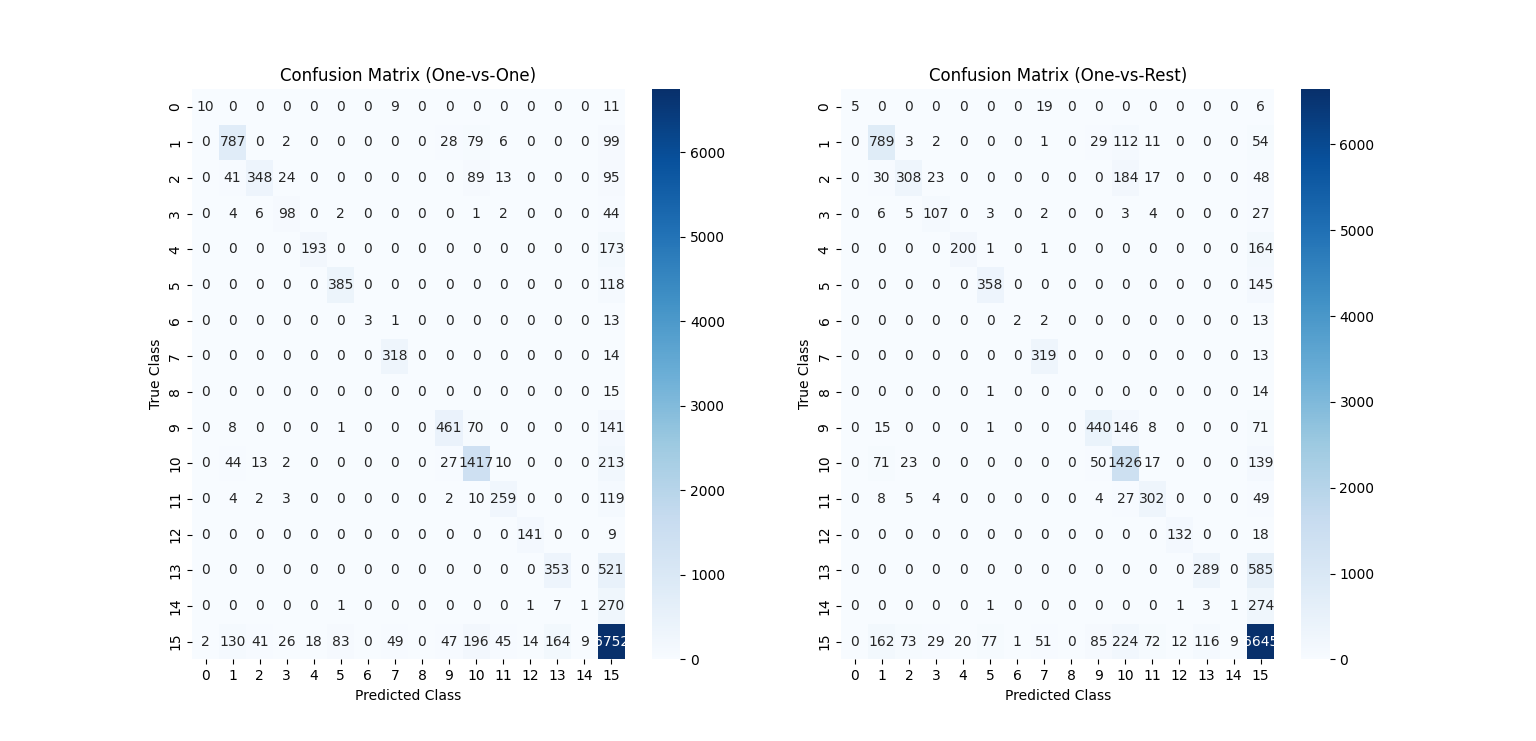 Confusion Matrix (One-vs-One)
0 10 0 0 0 0 0 0 9 0 0 0 0 0 0 0 11
1 0 787 0 2 0 0 0 0 0 28 79 6 0 0 0 99
2 0 41 348 24 0 0 0 0 0 0 89 13 0 0 0 95
3 0 4 6 98 0 2 0 0 0 0 1 2 0 0 0 44
4 0 0 0 0 193 0 0 0 0 0 0 0 0 0 0 173
5 0 0 0 0 0 385 0 0 0 0 0 0 0 0 0 118
6 0 0 0 0 0 0 3 1 0 0 0 0 0 0 0 13
7 0 0 0 0 0 0 0 318 0 0 0 0 0 0 0 14
8 0 0 0 0 0 0 0 0 0 0 0 0 0 0 0 15
9 0 8 0 0 0 1 0 0 0 461 70 0 0 0 0 141
10 0 44 13 2 0 0 0 0 0 27 1417 10 0 0 0 213
11 0 4 2 3 0 0 0 0 0 2 10 259 0 0 0 119
12 0 0 0 0 0 0 0 0 0 0 0 0 141 0 0 9
13 0 0 0 0 0 0 0 0 0 0 0 0 0 353 0 521
14 0 0 0 0 0 1 0 0 0 0 0 0 1 7 1 270
15 2 130 41 26 18 83 0 49 0 47 196 45 14 164 9 6752
0 1 2 3 4 5 6 7 8 9 10 11 12 13 14 15
Predicted Class
True Class
6000
5000
4000
3000
2000
1000
0
Confusion Matrix (One-vs-Rest)
0 5 0 0 0 0 0 0 19 0 0 0 0 0 0 0 6
1 0 789 3 2 0 0 0 1 0 29 112 11 0 0 0 54
2 0 30 308 23 0 0 0 0 0 0 184 17 0 0 0 48
3 0 6 5 107 0 3 0 2 0 0 3 4 0 0 0 27
4 0 0 0 0 200 1 0 1 0 0 0 0 0 0 0 164
5 0 0 0 0 0 358 0 0 0 0 0 0 0 0 0 145
6 0 0 0 0 0 0 2 2 0 0 0 0 0 0 0 13
7 0 0 0 0 0 0 0 319 0 0 0 0 0 0 0 13
8 0 0 0 0 0 1 0 0 0 0 0 0 0 0 0 14
9 0 15 0 0 0 1 0 0 0 440 146 8 0 0 0 71
10 0 71 23 0 0 0 0 0 0 50 1426 17 0 0 0 139
11 0 8 5 4 0 0 0 0 0 4 27 302 0 0 0 49
12 0 0 0 0 0 0 0 0 0 0 0 0 132 0 0 18
13 0 0 0 0 0 0 0 0 0 0 0 0 0 289 0 585
14 0 0 0 0 0 1 0 0 0 0 0 0 1 3 1 274
15 0 162 73 29 20 77 1 51 0 85 224 72 12 116 9 6645
0 1 2 3 4 5 6 7 8 9 10 11 12 13 14 15
Predicted Class
True Class
6000
5000
4000
3000
2000
1000
0